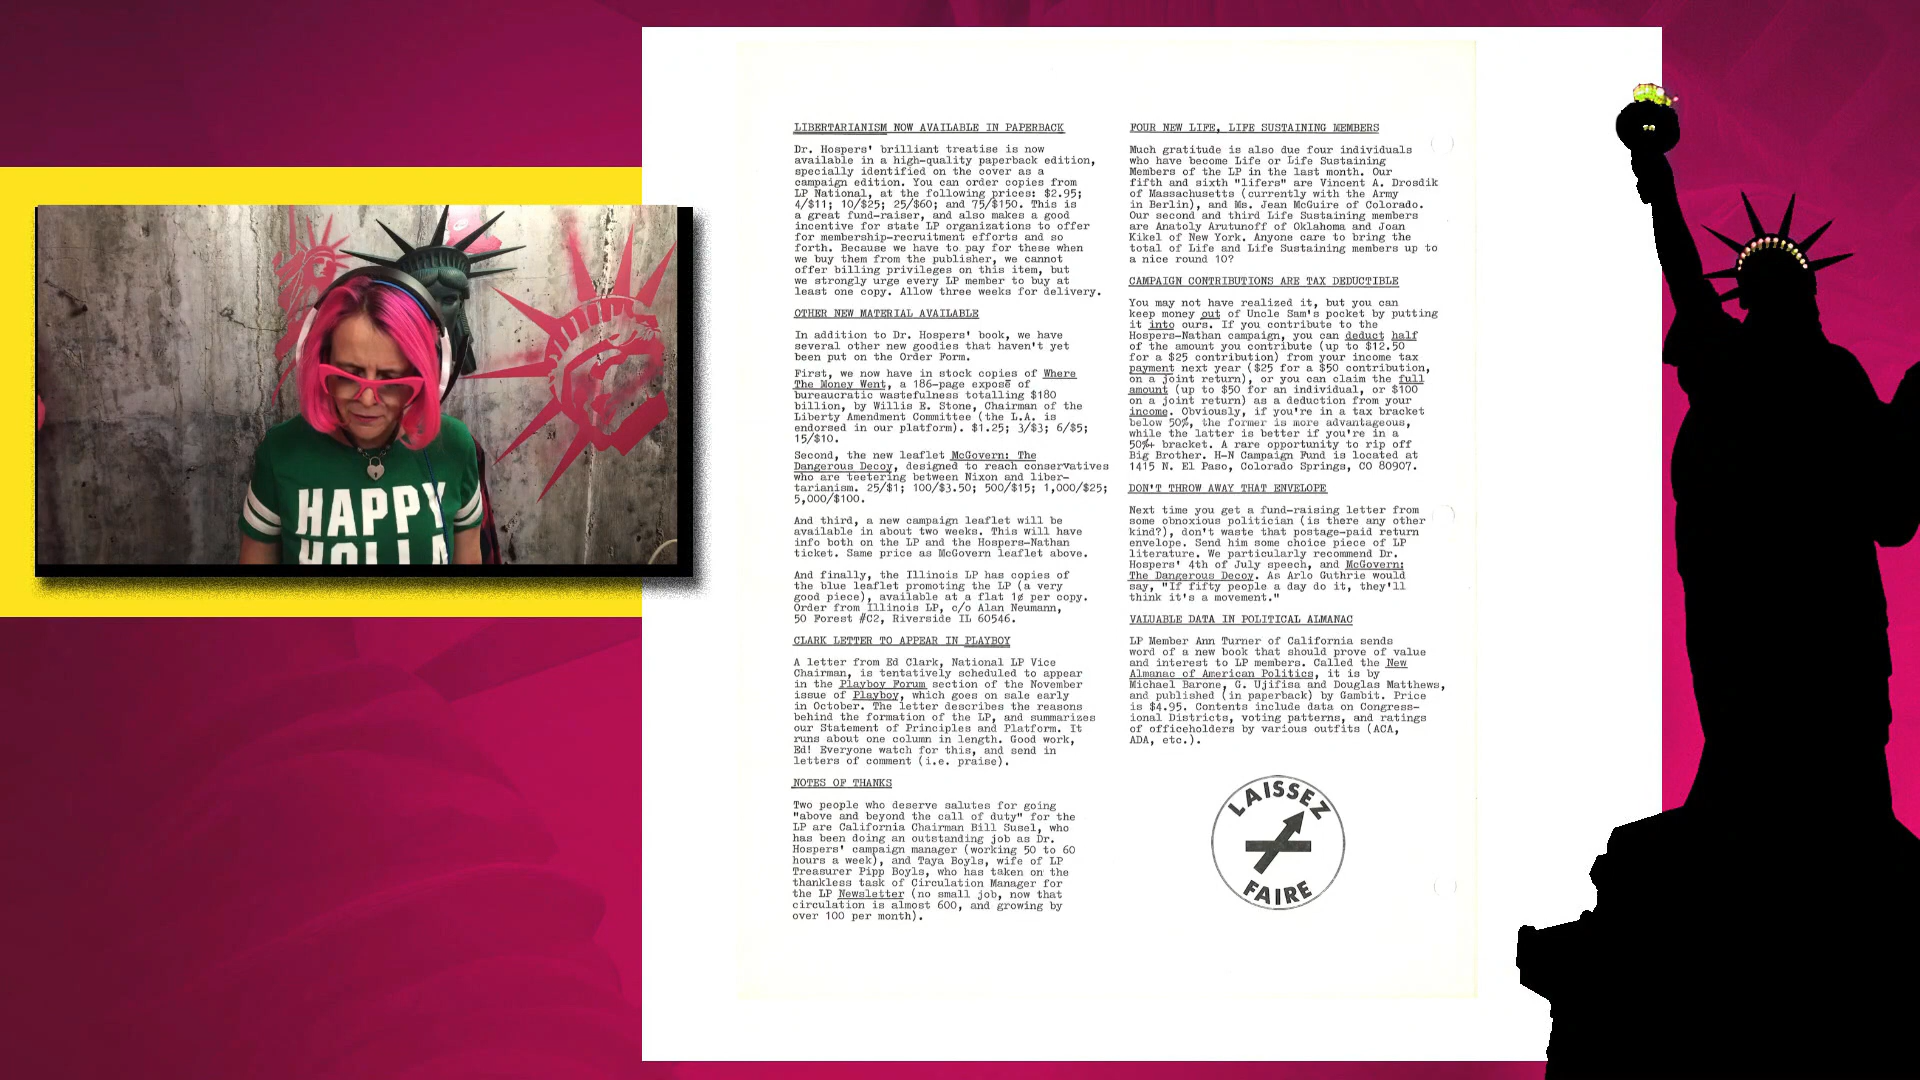 HAPPY
LIBERTARIANISM NOW AVAILABLE IN PAPERBACK
Dr. Hospers' brilliant treatise is now
available in a high-quality paperback edition,
specially identified on the cover as a
campaign edition. You can order copies from
LP National, at the following prices: $2.95;
4/$11; 10/$25; 25/$60; and 75/$150. This is
a great fund-raiser, and also makes a good
incentive for state LP organizations to offer
for membership-recruitment efforts and so
forth. Because we have to pay for these when
we buy them from the publisher, we cannot
offer billing privileges on this item, but
we strongly urge every LP member to buy at
least one copy. Allow three weeks for delivery.
OTHER NEW MATERIAL AVAILABLE
In addition to Dr. Hospers' book, we have
several other new goodies that haven't yet
been put on the Order Form.
First, we now have in stock copies of Where
The Money Went, a 186-page exposé of
bureaucratic wastefulness totalling $180
billion, by Willis E. Stone, Chairman of the
Liberty Amendment Committee (the L.A. is
endorsed in our platform). $1.25; 3/$3; 6/$5;
15/$10.
Second, the new leaflet McGovern: The
Dangerous Decoy, designed to reach conservatives
who are teetering between Nixon and liber-
tarianism. 25/$1; 100/$3.50; 500/$15; 1,000/$25;
5,000/$100.
And third, a new campaign leaflet will be
available in about two weeks. This will have
info both on the LP and the Hospers-Nathan
ticket. Same price as McGovern leaflet above.
And finally, the Illinois LP has copies of
the blue leaflet promoting the LP (a very
good piece), available at a flat 1¢ per copy.
Order from Illinois LP, c/o Alan Neumann,
50 Forest #C2, Riverside IL 60546.
CLARK LETTER TO APPEAR IN PLAYBOY
A letter from Ed Clark, National LP Vice
Chairman, is tentatively scheduled to appear
in the Playboy Forum section of the November
issue of Playboy, which goes on sale early
in October. The letter describes the reasons
behind the formation of the LP, and summarizes
our Statement of Principles and Platform. It
runs about one column in length. Good work,
Ed! Everyone watch for this, and send in
letters of comment (i.e. praise).
NOTES OF THANKS
Two people who deserve salutes for going
"above and beyond the call of duty" for the
LP are California Chairman Bill Susel, who
has been doing an outstanding job as Dr.
Hospers' campaign manager (working 50 to 60
hours a week), and Taya Boyls, wife of LP
Treasurer Pipp Boyls, who has taken on the
thankless task of Circulation Manager for
the LP Newsletter (no small job, now that
circulation is almost 600, and growing by
over 100 per month).
FOUR NEW LIFE, LIFE SUSTAINING MEMBERS
Much gratitude is also due four individuals
who have become Life or Life Sustaining
Members of the LP in the last month. Our
fifth and sixth "lifers" are Vincent A. Drosdik
of Massachusetts (currently with the Army
in Berlin), and Ms. Jean McGuire of Colorado.
Our second and third Life Sustaining members
are Anatoly Arutunoff of Oklahoma and Joan
Kikel of New York. Anyone care to bring the
total of Life and Life Sustaining members up to
a nice round 10?
CAMPAIGN CONTRIBUTIONS ARE TAX DEDUCTIBLE
You may not have realized it, but you can
keep money out of Uncle Sam's pocket by putting
it into ours. If you contribute to the
Hospers-Nathan campaign, you can deduct half
of the amount you contribute (up to $12.50
for a $25 contribution) from your income tax
payment next year ($25 for a $50 contribution,
on a joint return), or you can claim the full
amount (up to $50 for an individual, or $100
on a joint return) as a deduction from your
income. Obviously, if you're in a tax bracket
below 50%, the former is more advantageous,
while the latter is better if you're in a
50%+ bracket. A rare opportunity to rip off
Big Brother. H-N Campaign Fund is located at
1415 N. El Paso, Colorado Springs, CO 80907.
DON'T THROW AWAY THAT ENVELOPE
Next time you get a fund-raising letter from
some obnoxious politician (is there any other
kind?), don't waste that postage-paid return
envelope. Send him some choice piece of LP
literature. We particularly recommend Dr.
Hospers' 4th of July speech, and McGovern:
The Dangerous Decoy. As Arlo Guthrie would
say, "If fifty people a day do it, they'll
think it's a movement."
VALUABLE DATA IN POLITICAL ALMANAC
LP Member Ann Turner of California sends
word of a new book that should prove of value
and interest to LP members. Called the New
Almanac of American Politics, it is by
Michael Barone, G. Ujifisa and Douglas Matthews,
and published (in paperback) by Gambit. Price
is $4.95. Contents include data on Congress-
ional Districts, voting patterns, and ratings
of officeholders by various outfits (ACA,
ADA, etc.).
LAISSEZ
FAIRE